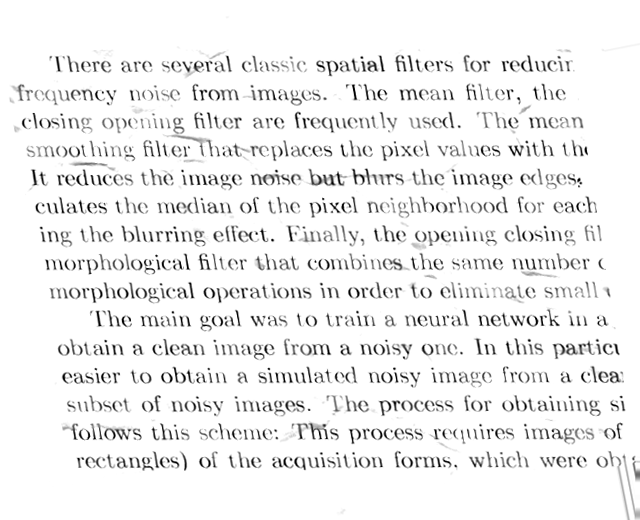 There are several classic spatial filters for reducin
frequency noise from images. The mean filter, the
closing opening filter are frequently used. The mean
smoothing filter that replaces the pixel values with the
It reduces the image noise but blurs the image edges.
culates the median of the pixel neighborhood for each
ing the blurring effect. Finally, the opening closing fil
morphological filter that combines the same number
morphological operations in order to eliminate small
The main goal was to train a neural network in a
obtain a clean image from a noisy one. In this particu
easier to obtain a simulated noisy image from a clea
subset of noisy images. The process for obtaining si
follows this scheme: This process requires images of
rectangles) of the acquisition forms, which were obta